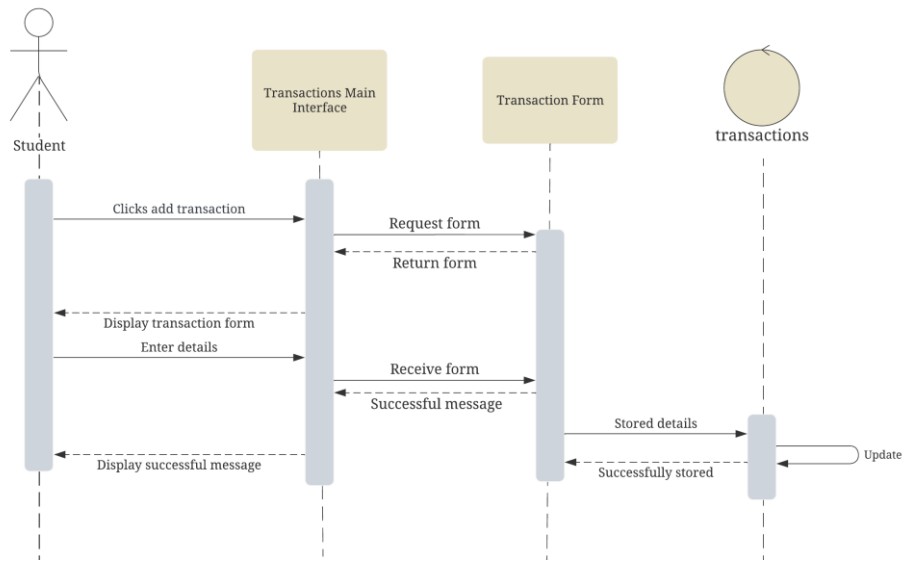 Transactions Main
Interface
Transaction Form
transactions
Student
Clicks add transaction
Request form
Return form
Display transaction form
Enter details
Receive form
Successful message
Stored details
Update
Display successful message
Successfully stored